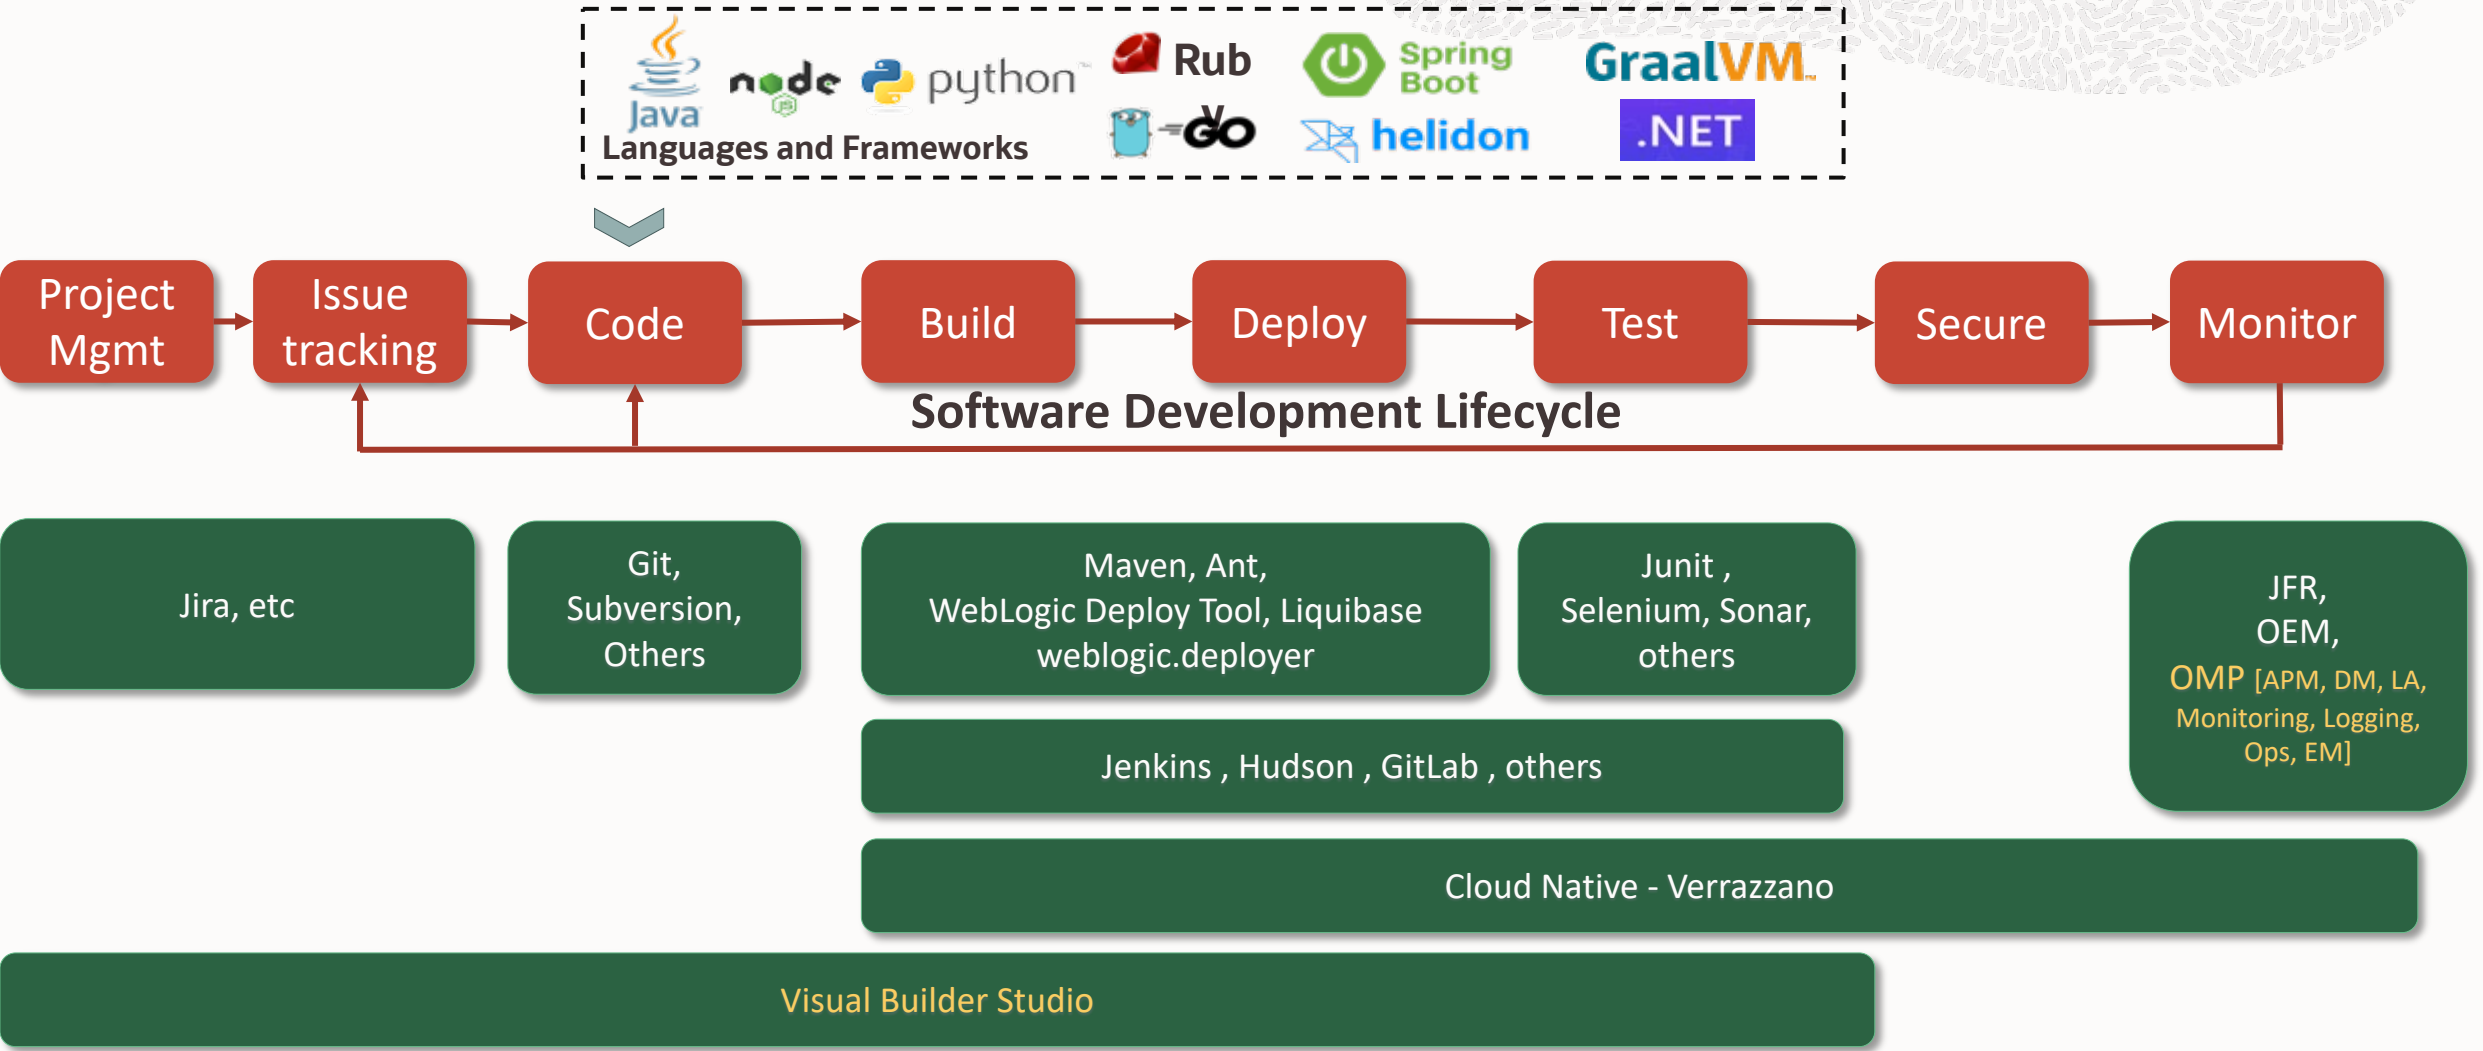 Java
node
JS
python
Rub
y
GO
Spring
Boot
helidon
GraalVM
.NET
Languages and Frameworks
Project
Mgmt
Issue
tracking
Code
Build
Deploy
Test
Secure
Monitor
Software Development Lifecycle
Jira, etc
Git,
Subversion,
Others
Maven, Ant,
WebLogic Deploy Tool, Liquibase
weblogic.deployer
Junit ,
Selenium, Sonar,
others
JFR,
OEM,
OMP [APM, DM, LA,
Monitoring, Logging,
Ops, EM]
Jenkins , Hudson , GitLab , others
Cloud Native - Verrazzano
Visual Builder Studio